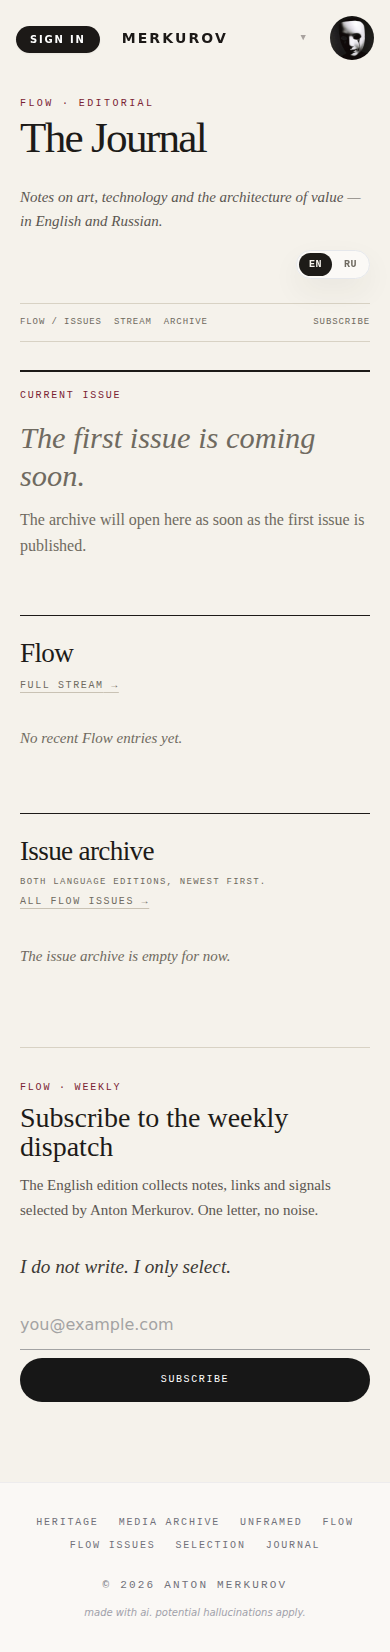 SIGN IN
MERKUROV
▼
FLOW · EDITORIAL
The Journal
Notes on art, technology and the architecture of value —
in English and Russian.
EN RU
FLOW / ISSUES STREAM ARCHIVE SUBSCRIBE
CURRENT ISSUE
The first issue is coming
soon.
The archive will open here as soon as the first issue is
published.
Flow
FULL STREAM →
No recent Flow entries yet.
Issue archive
BOTH LANGUAGE EDITIONS, NEWEST FIRST.
ALL FLOW ISSUES →
The issue archive is empty for now.
FLOW · WEEKLY
Subscribe to the weekly
dispatch
The English edition collects notes, links and signals
selected by Anton Merkurov. One letter, no noise.
I do not write. I only select.
you@example.com
SUBSCRIBE
HERITAGE MEDIA ARCHIVE UNFRAMED FLOW
FLOW ISSUES SELECTION JOURNAL
© 2026 ANTON MERKUROV
made with ai. potential hallucinations apply.